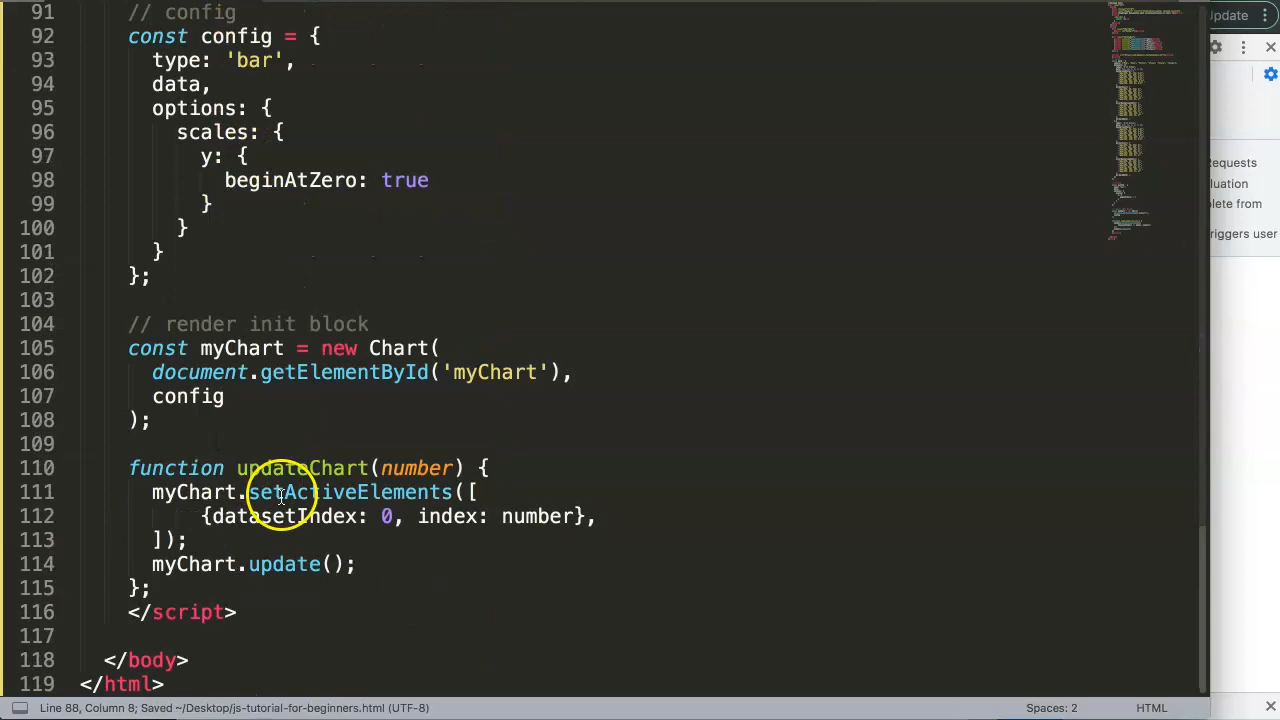 91 // config
92 const config = {
93 type: 'bar',
94 data,
95 options: {
96 scales: {
97 y: {
98 beginAtZero: true
99 }
100 }
101 }
102 };
103
104 // render init block
105 const myChart = new Chart(
106 document.getElementById('myChart'),
107 config
108 );
109
110 function updateChart(number) {
111 myChart.setActiveElements([
112 {datasetIndex: 0, index: number},
113 ]);
114 myChart.update();
115 };
116 </script>
117
118 </body>
119 </html>
Update
Requests
plete from
riggers user
Line 88, Column 8; Saved ~/Desktop/js-tutorial-for-beginners.html (UTF-8)
Spaces: 2
HTML